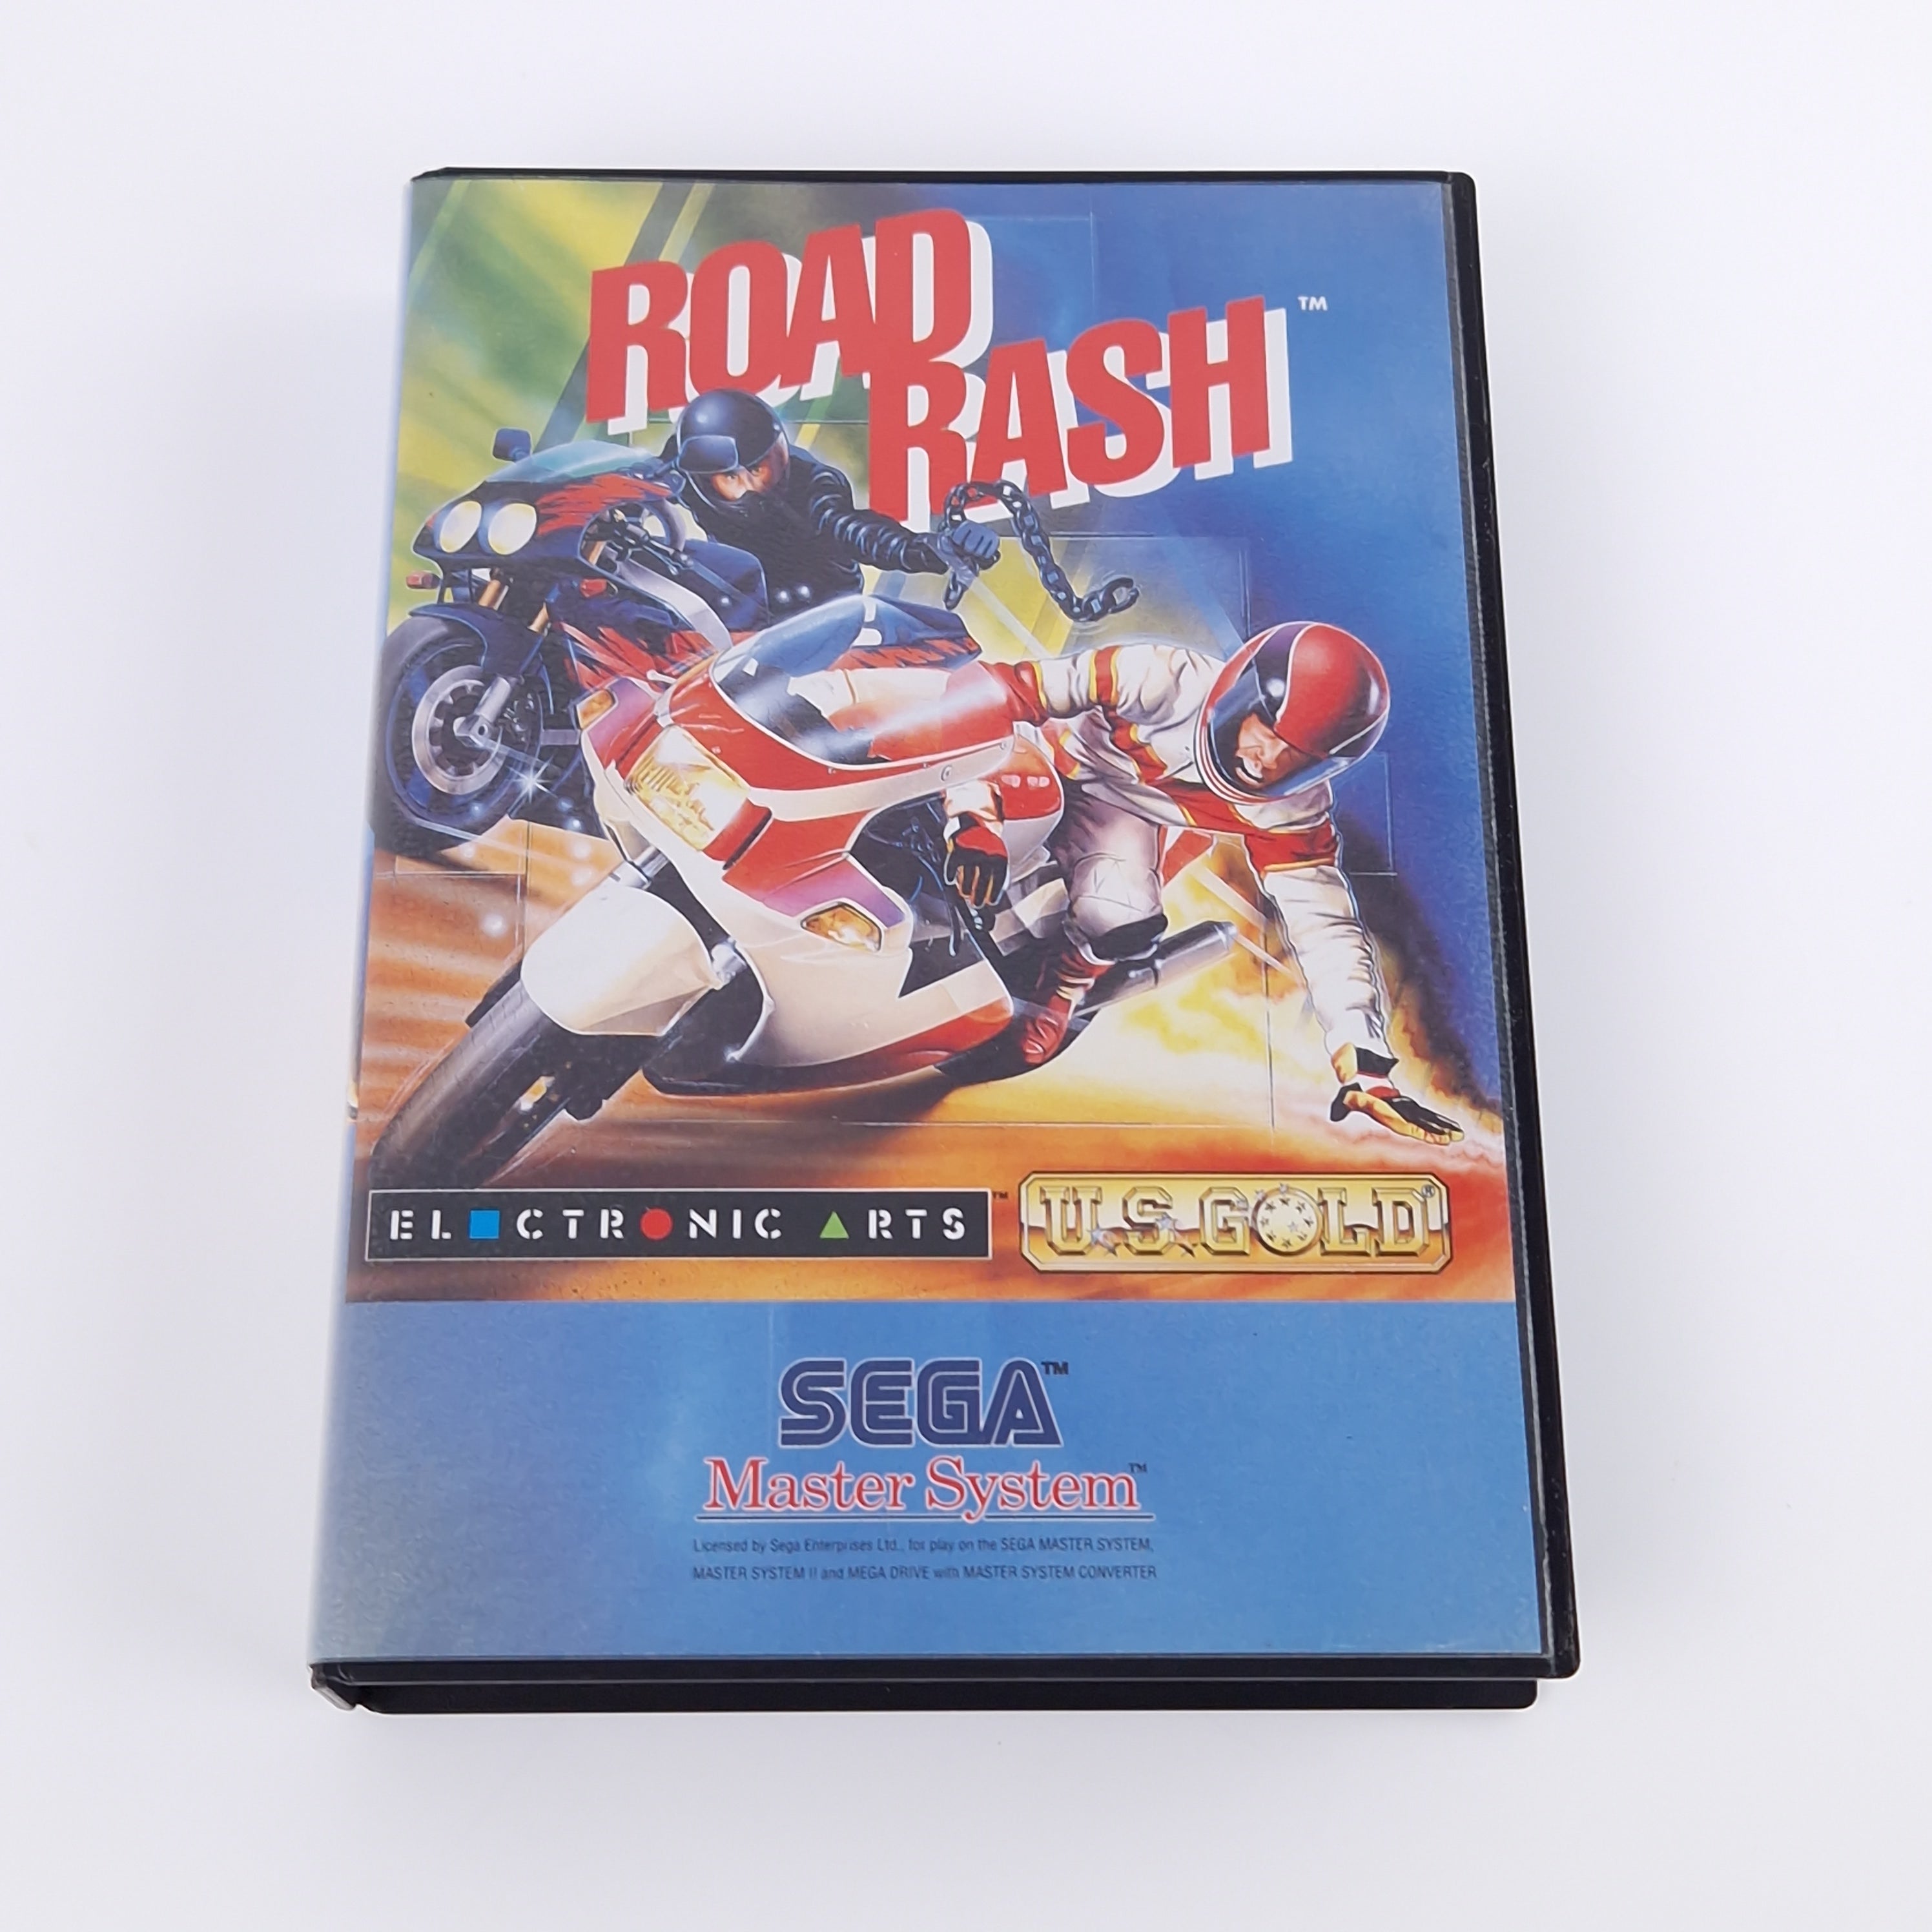 ROAD
RASH™
ELECTRONIC ARTS™
U.S. GOLD®
SEGA™
Master System™
Licensed by Sega Enterprises Ltd., for play on the SEGA MASTER SYSTEM,
MASTER SYSTEM II and MEGA DRIVE with MASTER SYSTEM CONVERTER